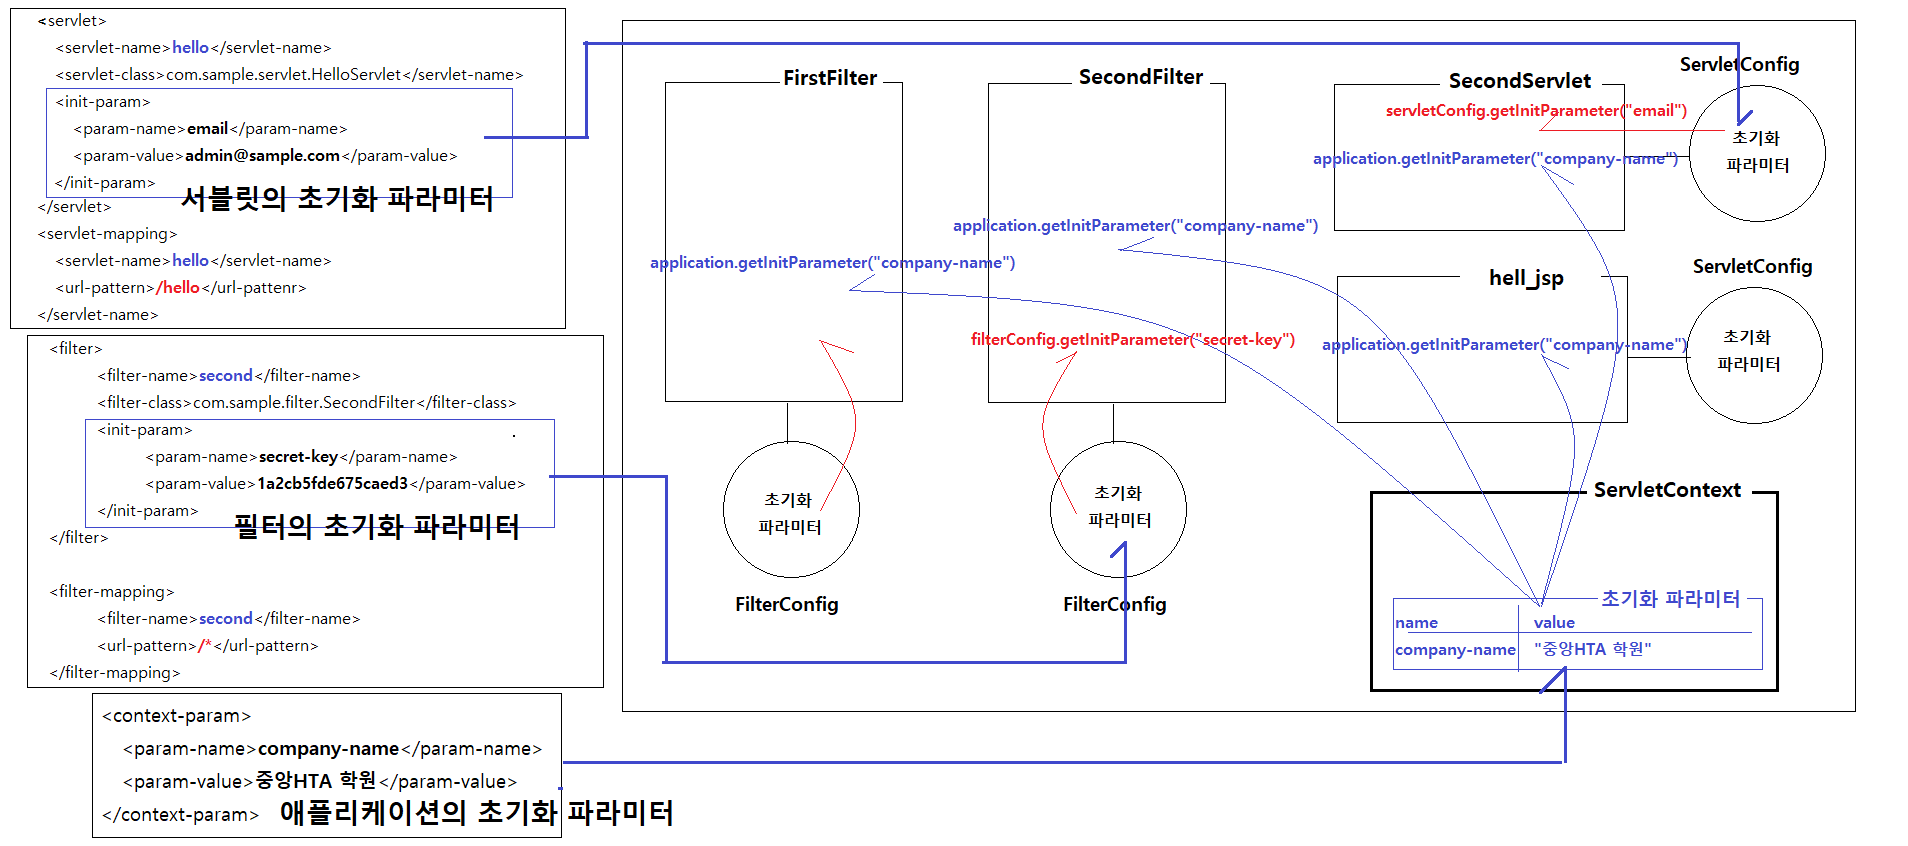 <servlet>
<servlet-name>hello</servlet-name>
<servlet-class>com.sample.servlet.HelloServlet</servlet-name>
<init-param>
<param-name>email</param-name>
<param-value>admin@sample.com</param-value>
</init-param>
서블릿의 초기화 파라미터
</servlet>
<servlet-mapping>
<servlet-name>hello</servlet-name>
<url-pattern>/hello</url-pattenr>
</servlet-name>
<filter>
<filter-name>second</filter-name>
<filter-class>com.sample.filter.SecondFilter</filter-class>
<init-param>
<param-name>secret-key</param-name>
<param-value>1a2cb5fde675caed3</param-value>
</init-param>
필터의 초기화 파라미터
</filter>
<filter-mapping>
<filter-name>second</filter-name>
<url-pattern>/*</url-pattern>
</filter-mapping>
<context-param>
<param-name>company-name</param-name>
<param-value>중앙HTA 학원</param-value>
</context-param>
애플리케이션의 초기화 파라미터
FirstFilter
application.getInitParameter("company-name")
초기화
파라미터
FilterConfig
SecondFilter
application.getInitParameter("company-name")
filterConfig.getInitParameter("secret-key")
초기화
파라미터
FilterConfig
SecondServlet
servletConfig.getInitParameter("email")
application.getInitParameter("company-name")
ServletConfig
초기화
파라미터
hell_jsp
application.getInitParameter("company-name")
ServletConfig
초기화
파라미터
ServletContext
초기화 파라미터
name value
company-name "중앙HTA 학원"